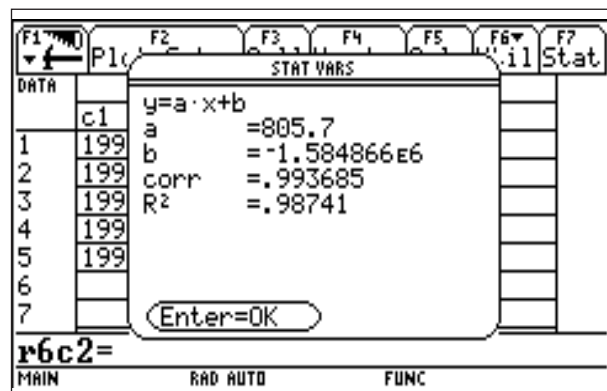 F1 F2 F3 F4 F5 F6 F7
Stat
STAT VARS
DATA
y=a·x+b
c1
a =805.7
1 199
b =⁻1.584866ᴇ6
2 199
corr =.993685
3 199
R² =.98741
4 199
5 199
6
7
(Enter=OK)
r6c2=
MAIN RAD AUTO FUNC